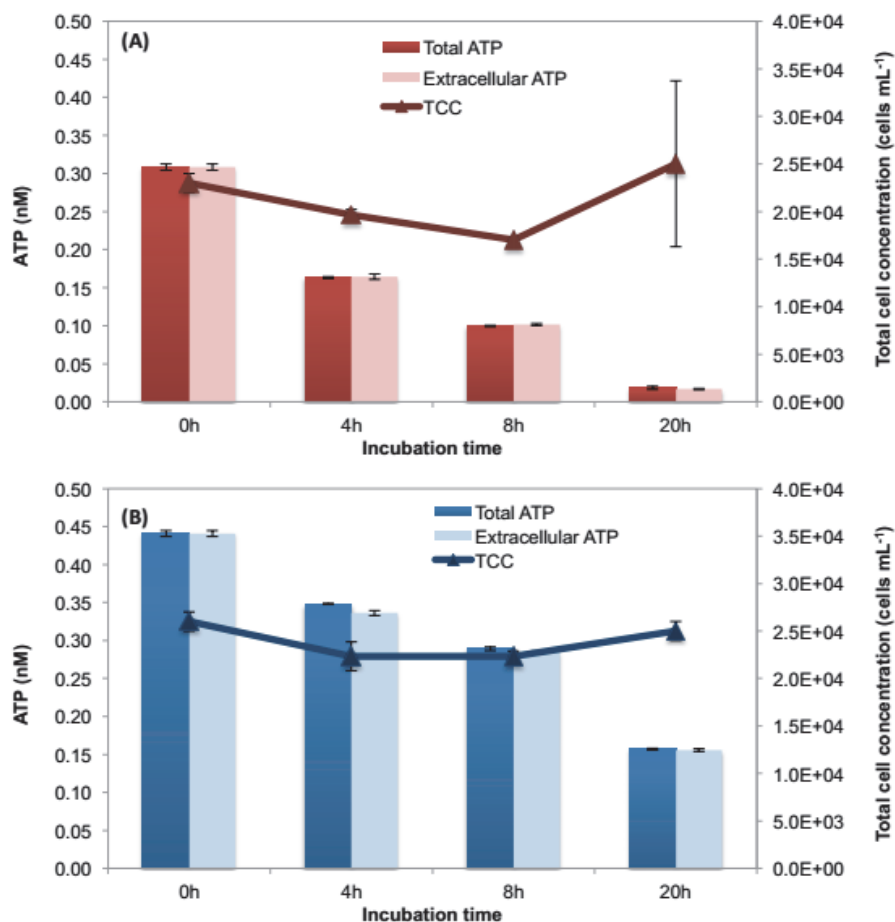 (A)
Total ATP
Extracellular ATP
TCC
ATP (nM)
0.50
0.45
0.40
0.35
0.30
0.25
0.20
0.15
0.10
0.05
0.00
Total cell concentration (cells mL⁻¹)
4.0E+04
3.5E+04
3.0E+04
2.5E+04
2.0E+04
1.5E+04
1.0E+04
5.0E+03
0.0E+00
0h 4h 8h 20h
Incubation time
(B)
Total ATP
Extracellular ATP
TCC
ATP (nM)
0.50
0.45
0.40
0.35
0.30
0.25
0.20
0.15
0.10
0.05
0.00
Total cell concentration (cells mL⁻¹)
4.0E+04
3.5E+04
3.0E+04
2.5E+04
2.0E+04
1.5E+04
1.0E+04
5.0E+03
0.0E+00
0h 4h 8h 20h
Incubation time